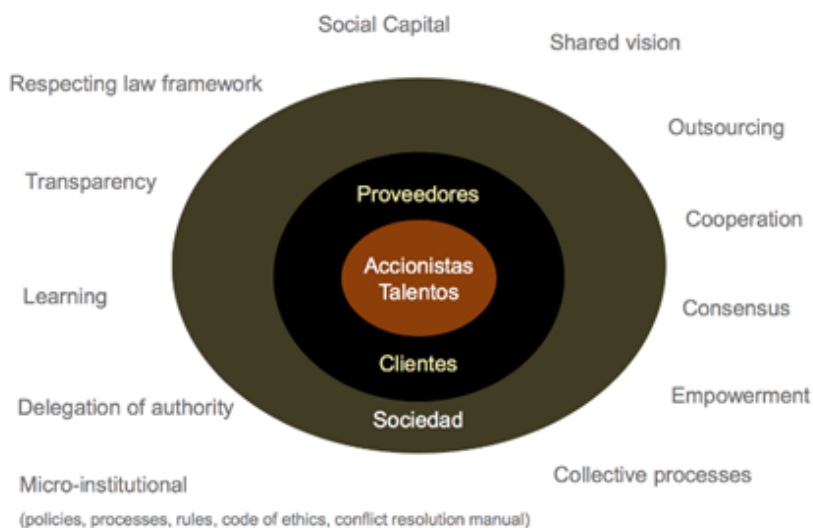 Social Capital
Shared vision
Respecting law framework
Outsourcing
Transparency
Proveedores
Cooperation
Accionistas
Talentos
Learning
Consensus
Clientes
Empowerment
Delegation of authority
Sociedad
Collective processes
Micro-institutional
(policies, processes, rules, code of ethics, conflict resolution manual)